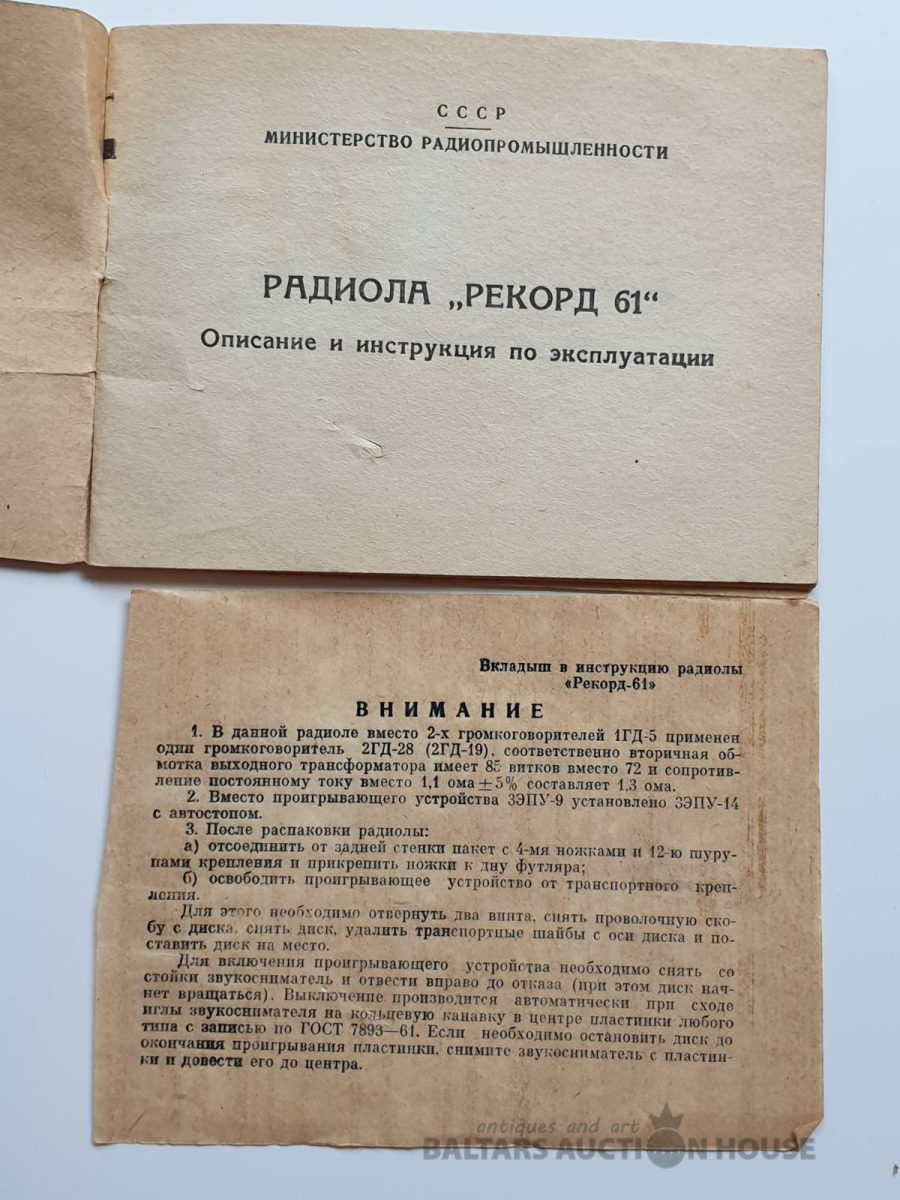 СССР
МИНИСТЕРСТВО РАДИОПРОМЫШЛЕННОСТИ
РАДИОЛА „РЕКОРД 61“
Описание и инструкция по эксплуатации
Вкладыш в инструкцию радиолы
«Рекорд-61»
ВНИМАНИЕ
1. В данной радиоле вместо 2-х громкоговорителей 1ГД-5 применен
один громкоговоритель 2ГД-28 (2ГД-19), соответственно вторичная об-
мотка выходного трансформатора имеет 85 витков вместо 72 и сопротив-
ление постоянному току вместо 1,1 ома ±5% составляет 1,3 ома.
2. Вместо проигрывающего устройства 3ЭПУ-9 установлено 3ЭПУ-14
с автостопом.
3. После распаковки радиолы:
а) отсоединить от задней стенки пакет с 4-мя ножками и 12-ю шуру-
пами крепления и прикрепить ножки к дну футляра;
б) освободить проигрывающее устройство от транспортного креп-
ления.
Для этого необходимо отвернуть два винта, снять проволочную ско-
бу с диска, снять диск, удалить транспортные шайбы с оси диска и по-
ставить диск на место.
Для включения проигрывающего устройства необходимо снять со
стойки звукосниматель и отвести вправо до отказа (при этом диск нач-
нет вращаться). Выключение производится автоматически при сходе
иглы звукоснимателя на кольцевую канавку в центре пластинки любого
типа с записью по ГОСТ 7893—61. Если необходимо остановить диск до
окончания проигрывания пластинки, снимите звукосниматель с пластин-
ки и довести его до центра.
antiques and art
BALTARS AUCTION HOUSE